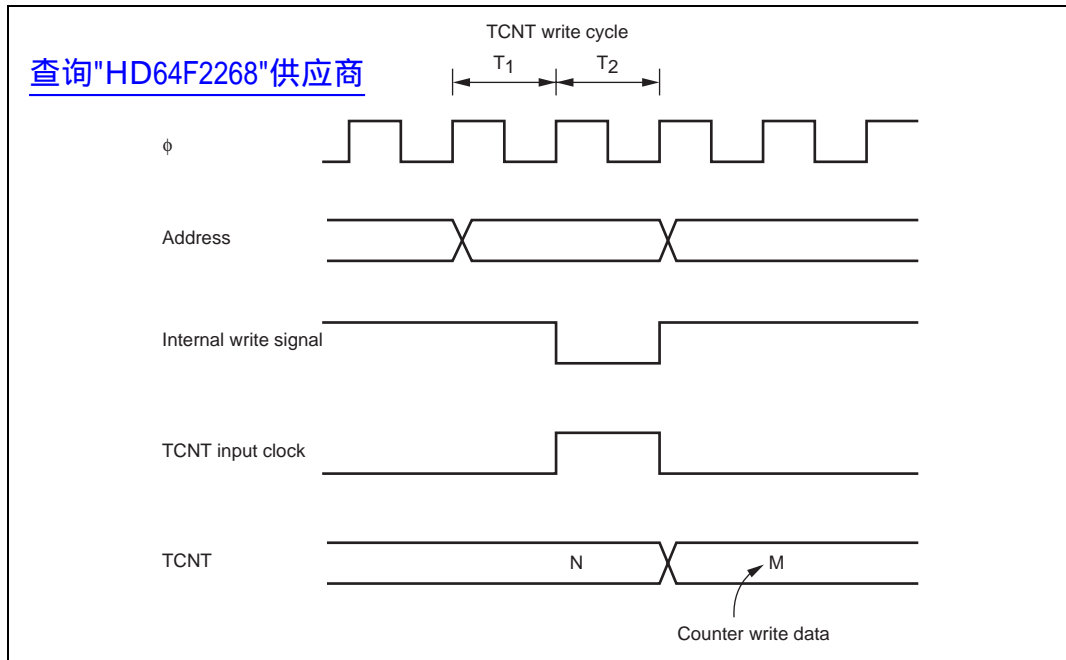 TCNT write cycle
查询"HD64F2268"供应商
T1 T2
ϕ
Address
Internal write signal
TCNT input clock
TCNT N M
Counter write data